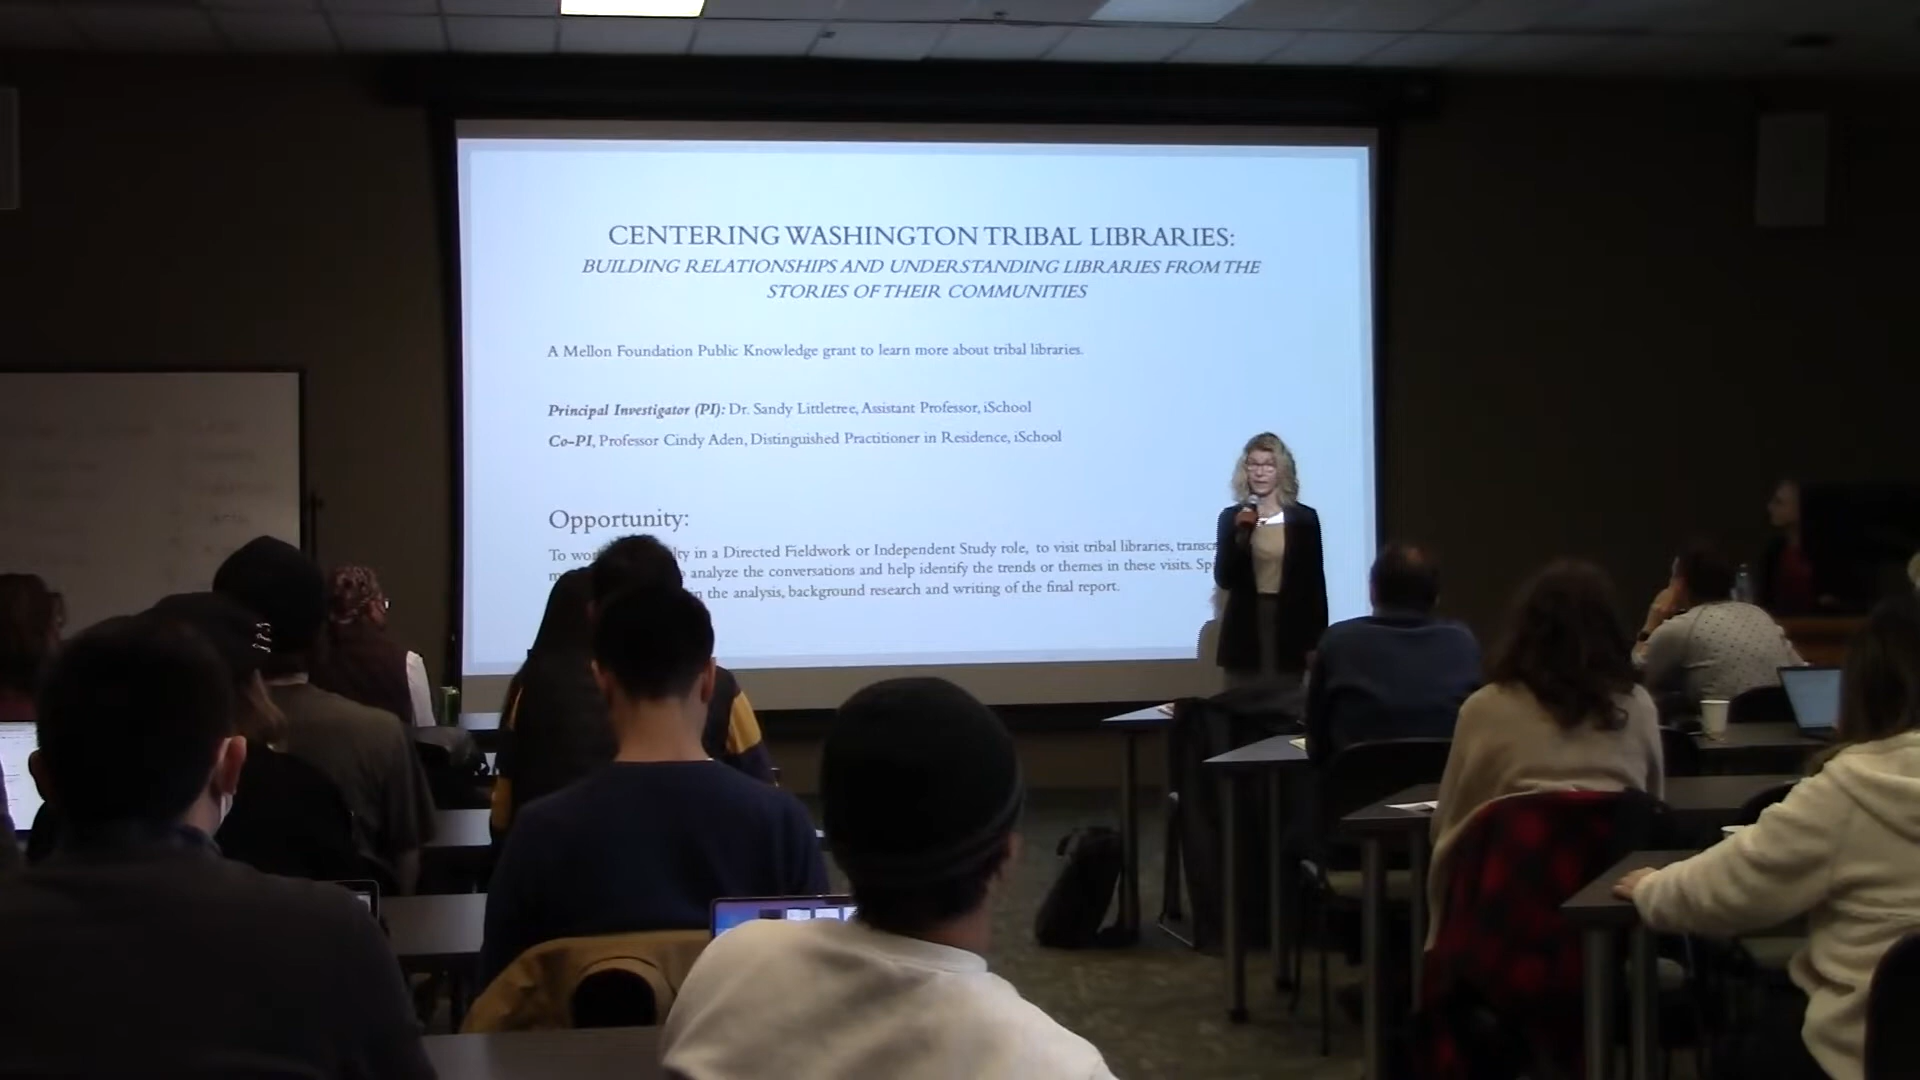 CENTERING WASHINGTON TRIBAL LIBRARIES:
BUILDING RELATIONSHIPS AND UNDERSTANDING LIBRARIES FROM THE
STORIES OF THEIR COMMUNITIES
A Mellon Foundation Public Knowledge grant to learn more about tribal libraries.
Principal Investigator (PI): Dr. Sandy Littletree, Assistant Professor, iSchool
Co-PI, Professor Cindy Aden, Distinguished Practitioner in Residence, iSchool
Opportunity:
To in a Directed Fieldwork or Independent Study role, to visit tribal libraries,
analyze the conversations and help identify the trends or themes in these visits.
in the analysis, background research and writing of the final report.